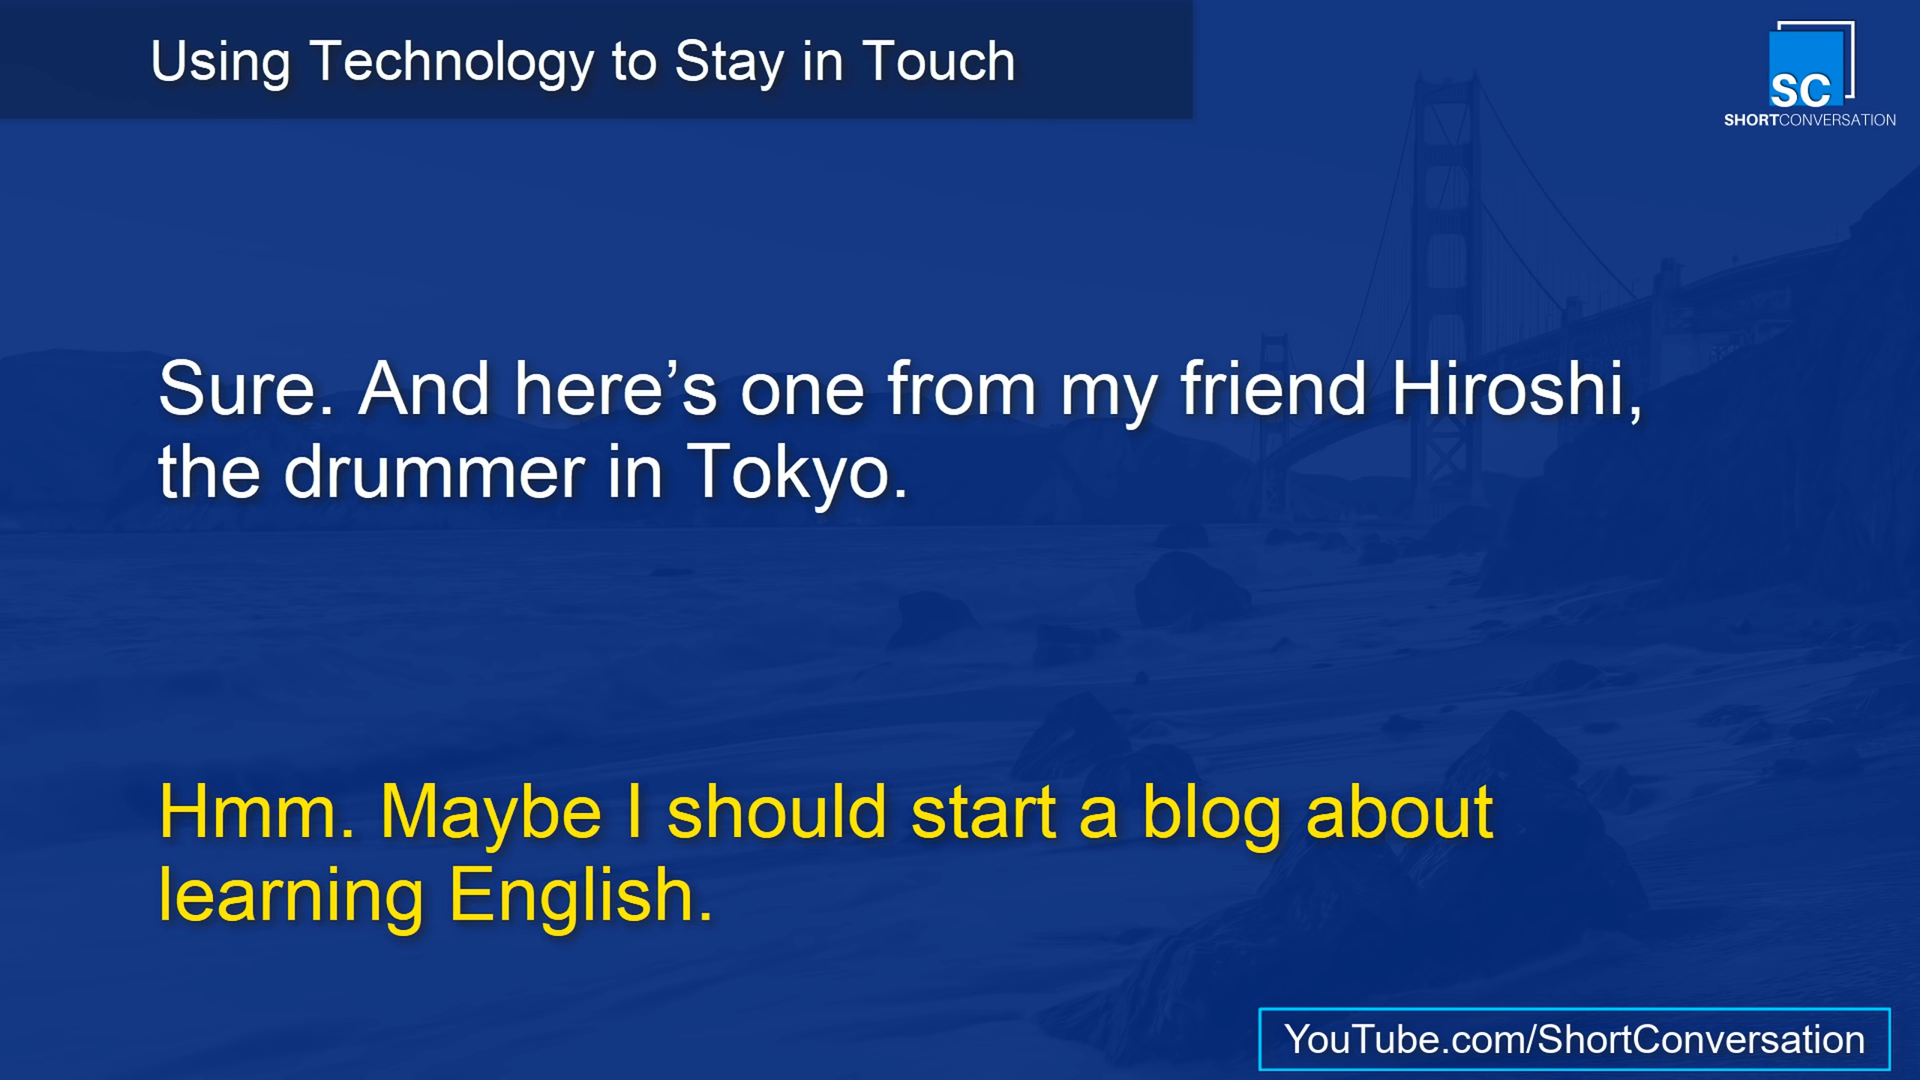 Using Technology to Stay in Touch
SC
SHORTCONVERSATION
Sure. And here’s one from my friend Hiroshi,
the drummer in Tokyo.
Hmm. Maybe I should start a blog about
learning English.
YouTube.com/ShortConversation